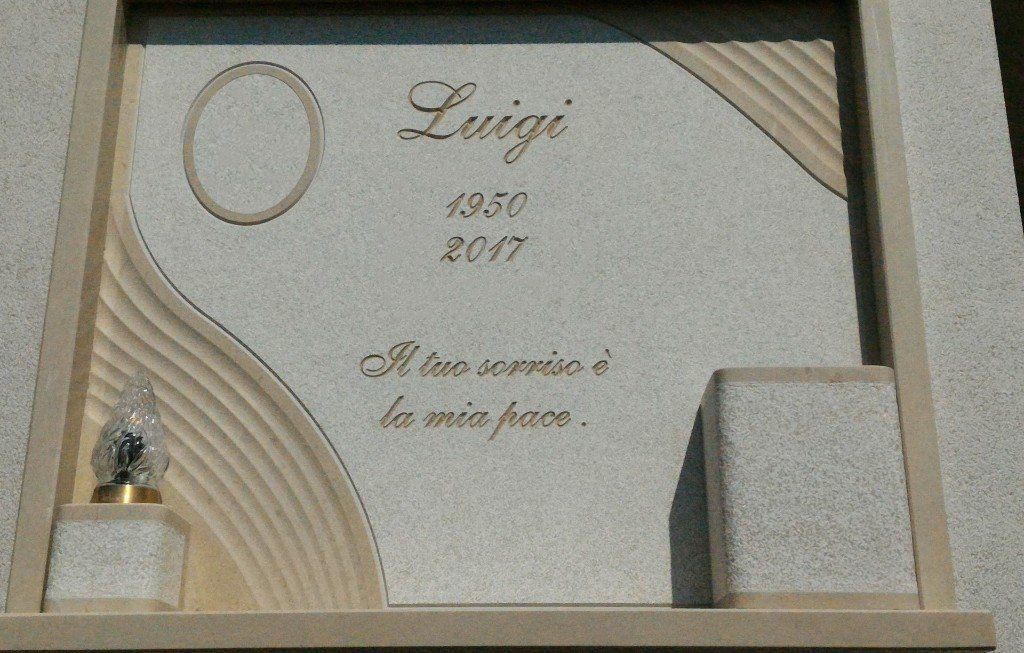 Luigi
1950
2017
Il tuo sorriso è
la mia pace .